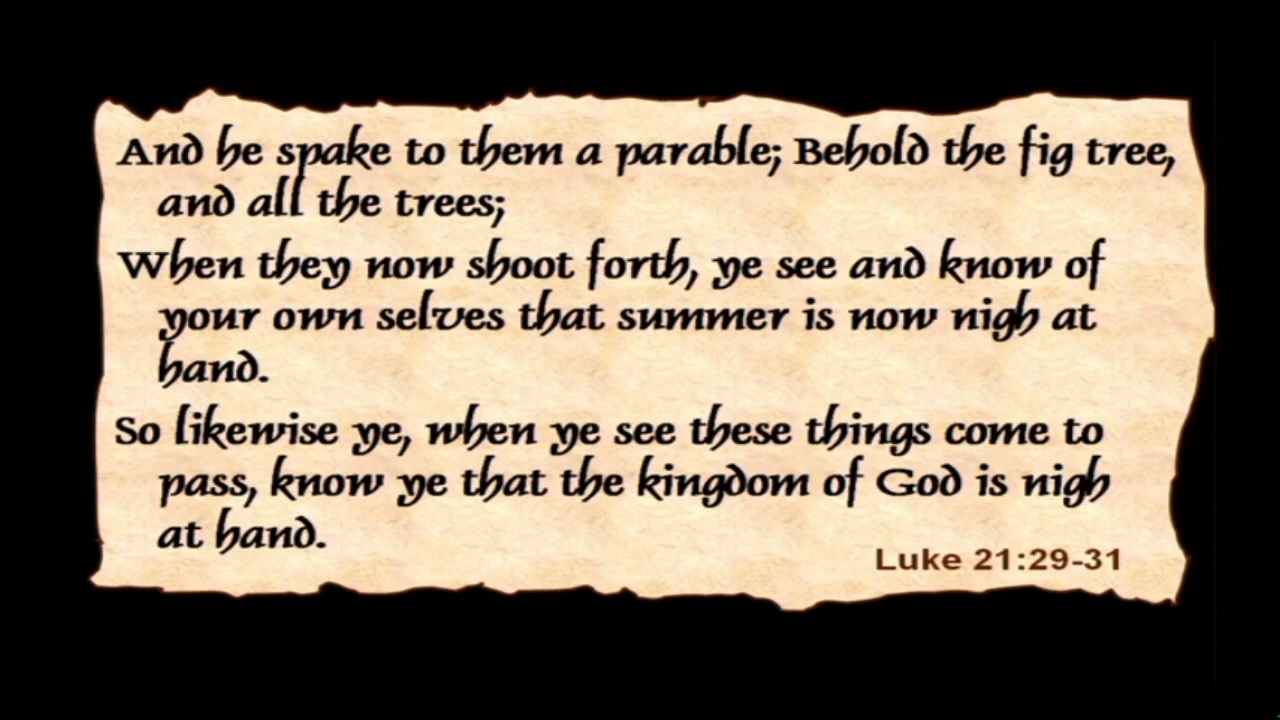 And he spake to them a parable; Behold the fig tree,
and all the trees;
When they now shoot forth, ye see and know of
your own selves that summer is now nigh at
hand.
So likewise ye, when ye see these things come to
pass, know ye that the kingdom of God is nigh
at hand.
Luke 21:29-31